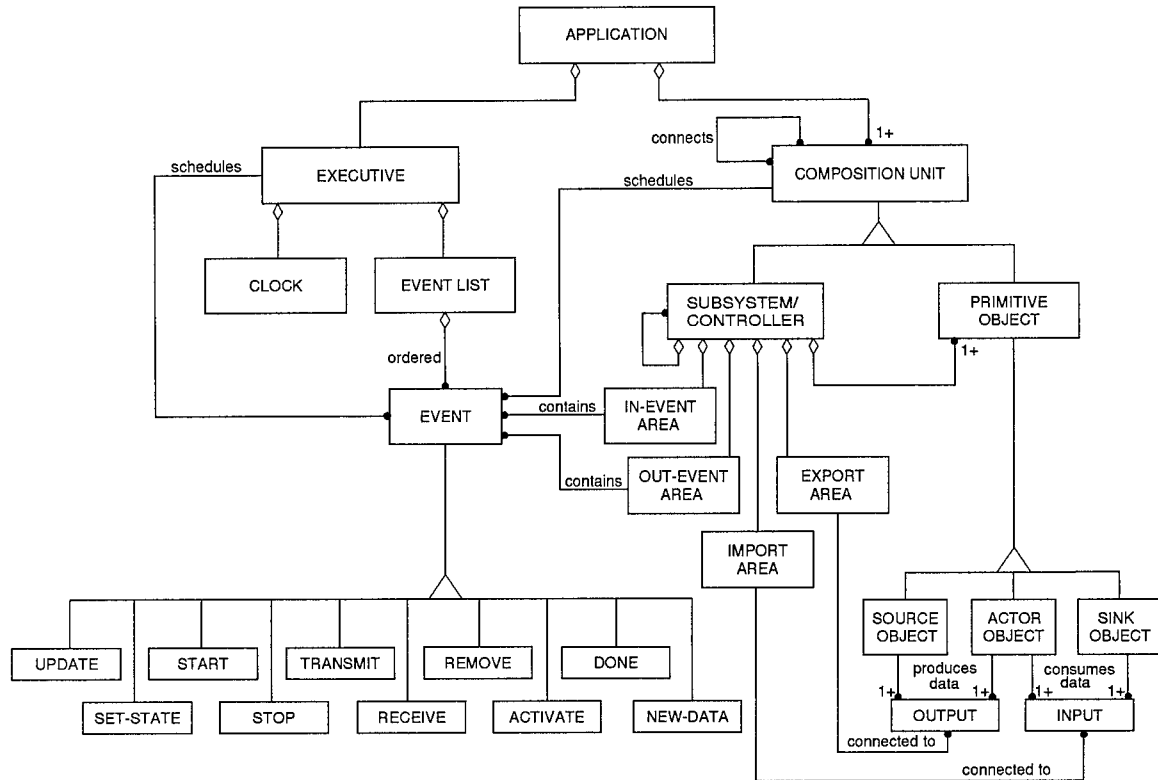 APPLICATION
connects
1+
schedules
EXECUTIVE
schedules
COMPOSITION UNIT
CLOCK
EVENT LIST
SUBSYSTEM/
CONTROLLER
PRIMITIVE
OBJECT
1+
ordered
EVENT
contains
IN-EVENT
AREA
contains
OUT-EVENT
AREA
EXPORT
AREA
IMPORT
AREA
SOURCE
OBJECT
ACTOR
OBJECT
SINK
OBJECT
UPDATE
START
TRANSMIT
REMOVE
DONE
produces
data
consumes
data
1+
1+
1+
1+
SET-STATE
STOP
RECEIVE
ACTIVATE
NEW-DATA
OUTPUT
INPUT
connected to
connected to